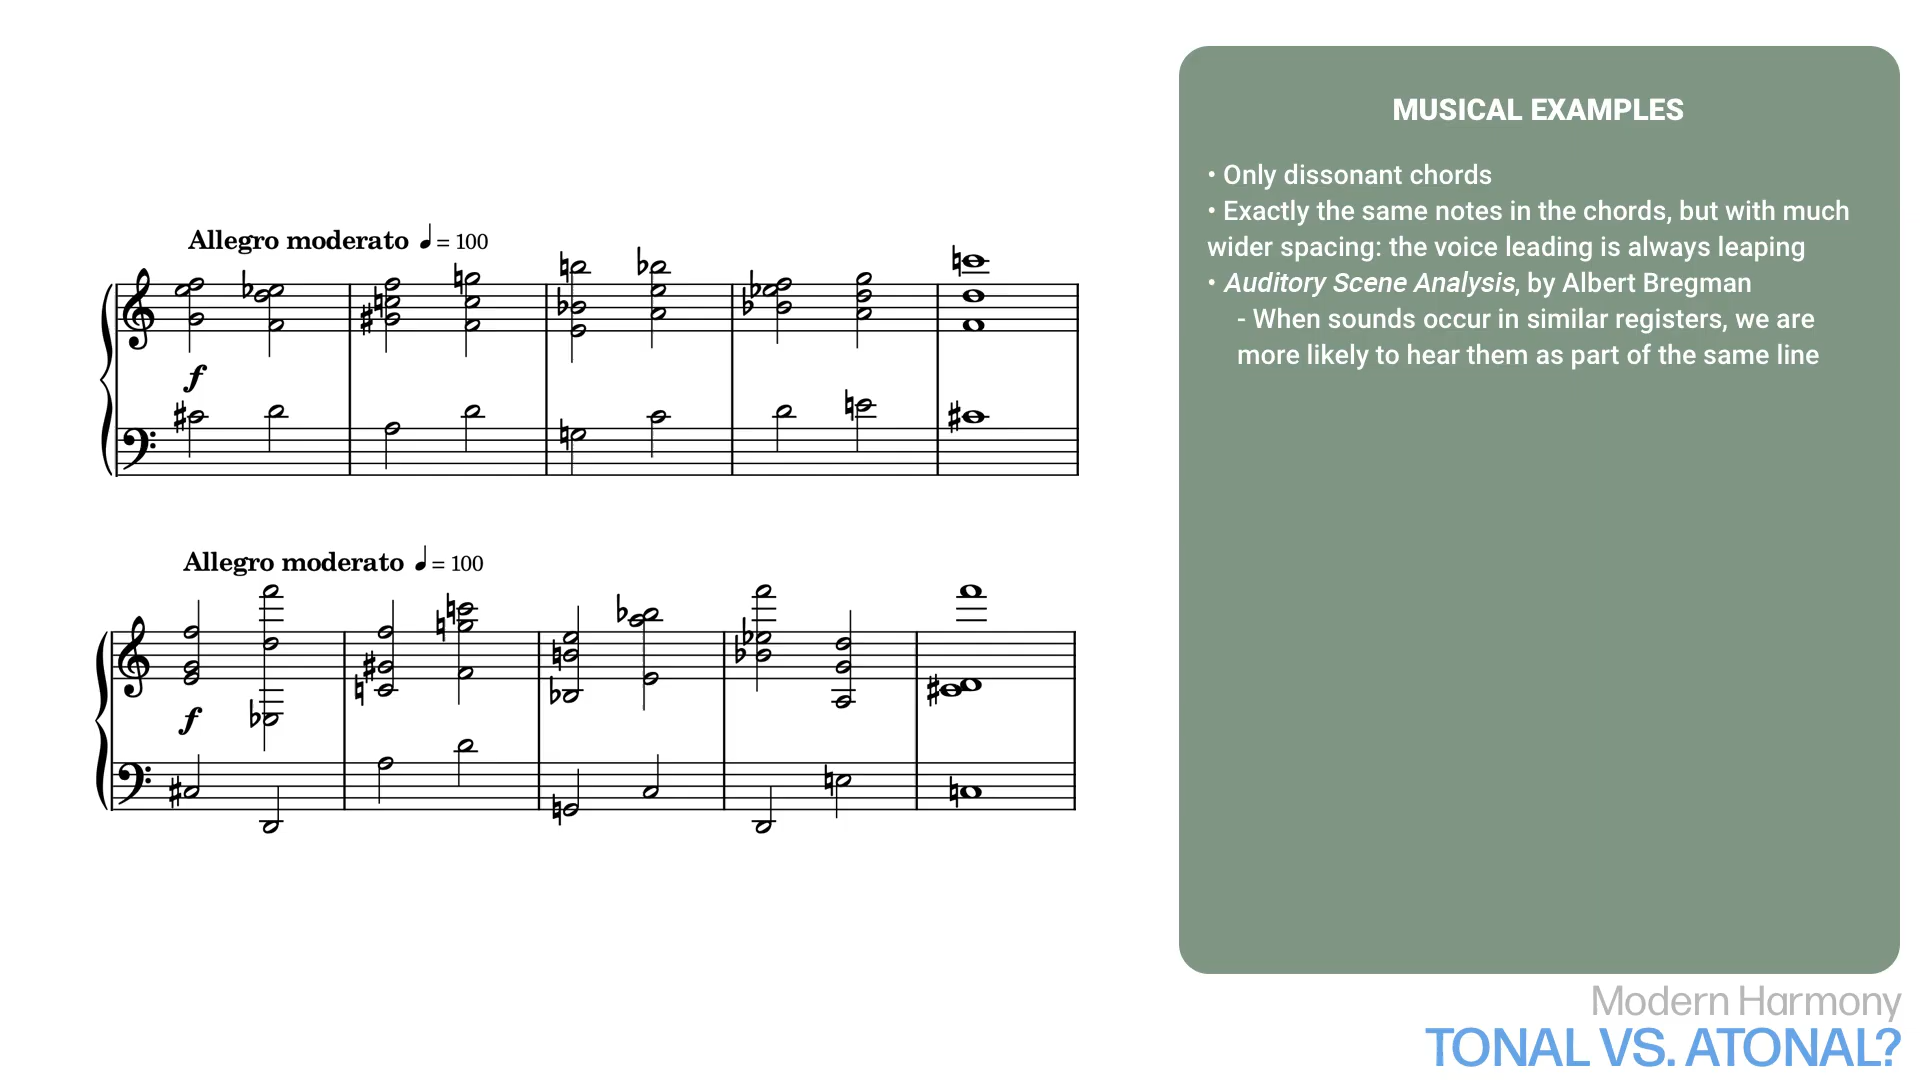 Allegro moderato ♩ = 100
f
Allegro moderato ♩ = 100
f
MUSICAL EXAMPLES
• Only dissonant chords
• Exactly the same notes in the chords, but with much
wider spacing: the voice leading is always leaping
• Auditory Scene Analysis, by Albert Bregman
- When sounds occur in similar registers, we are
more likely to hear them as part of the same line
Modern Harmony
TONAL VS. ATONAL?